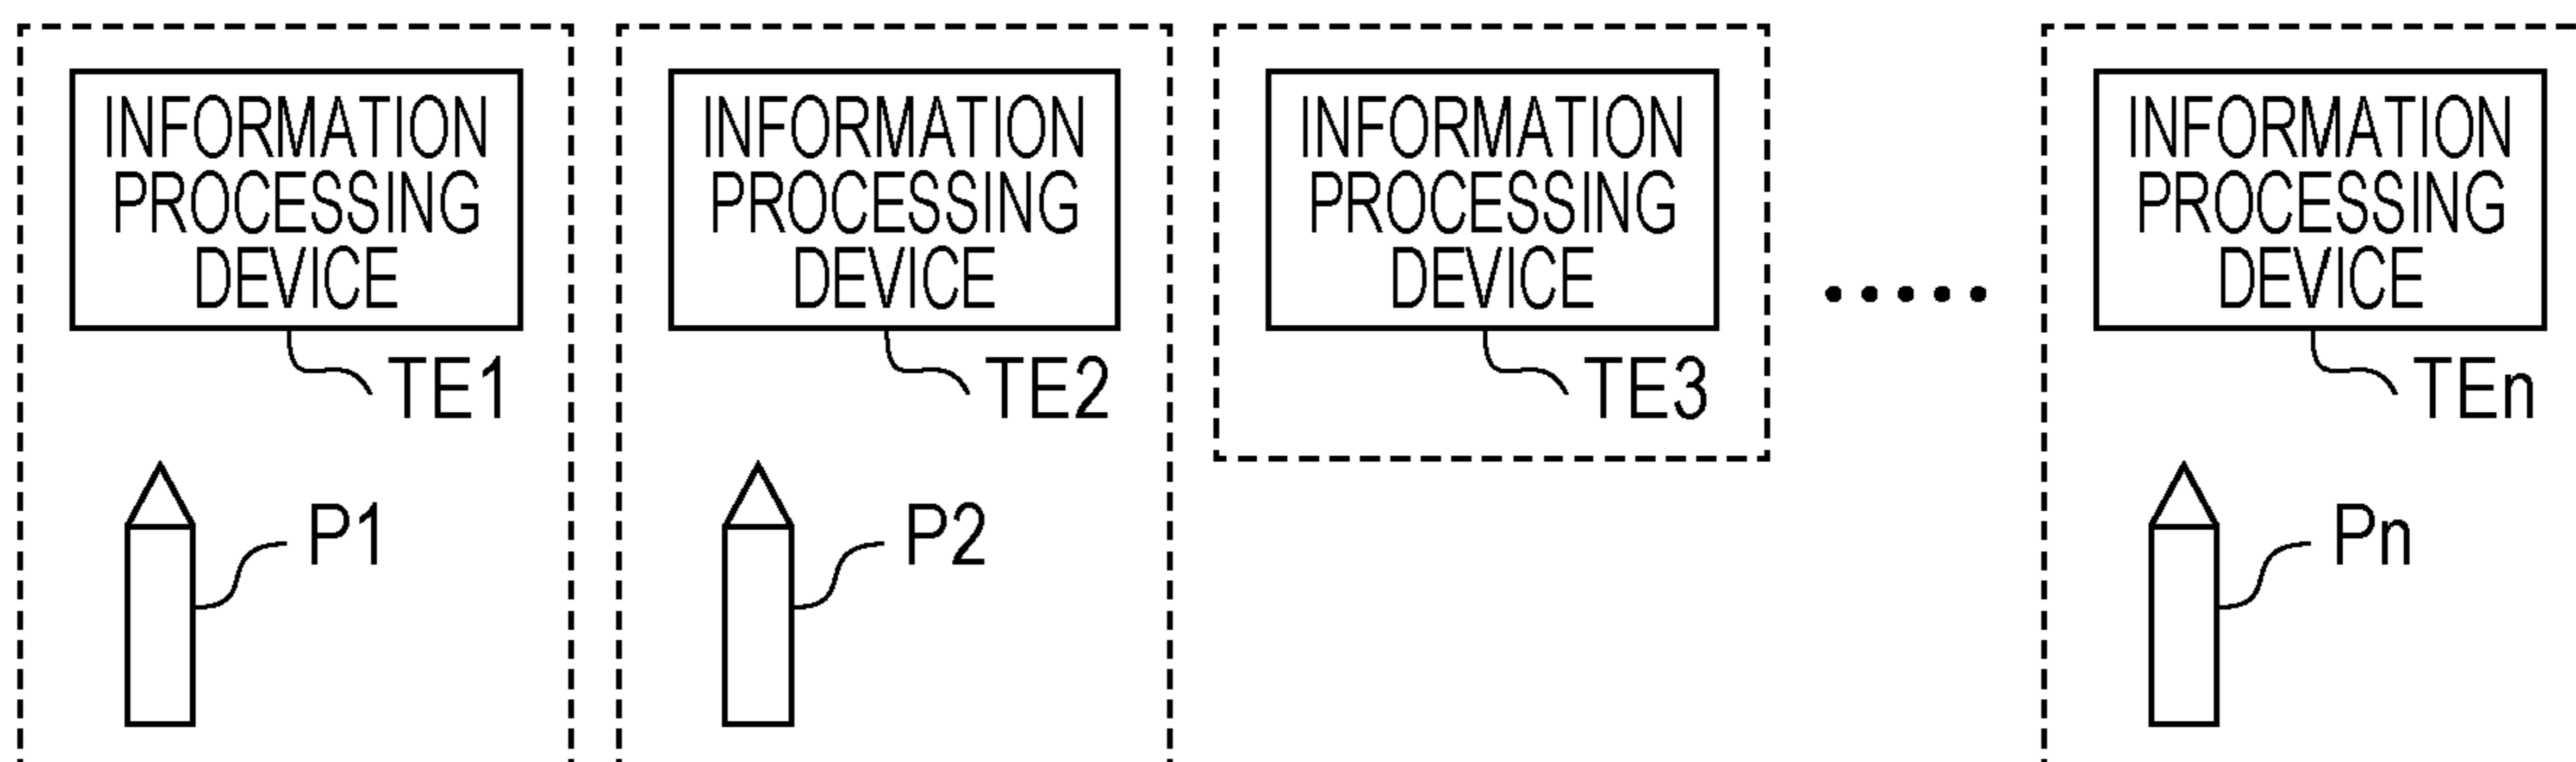 INFORMATION
PROCESSING
DEVICE
TE1
P1
INFORMATION
PROCESSING
DEVICE
TE2
P2
INFORMATION
PROCESSING
DEVICE
TE3
.....
INFORMATION
PROCESSING
DEVICE
TEn
Pn